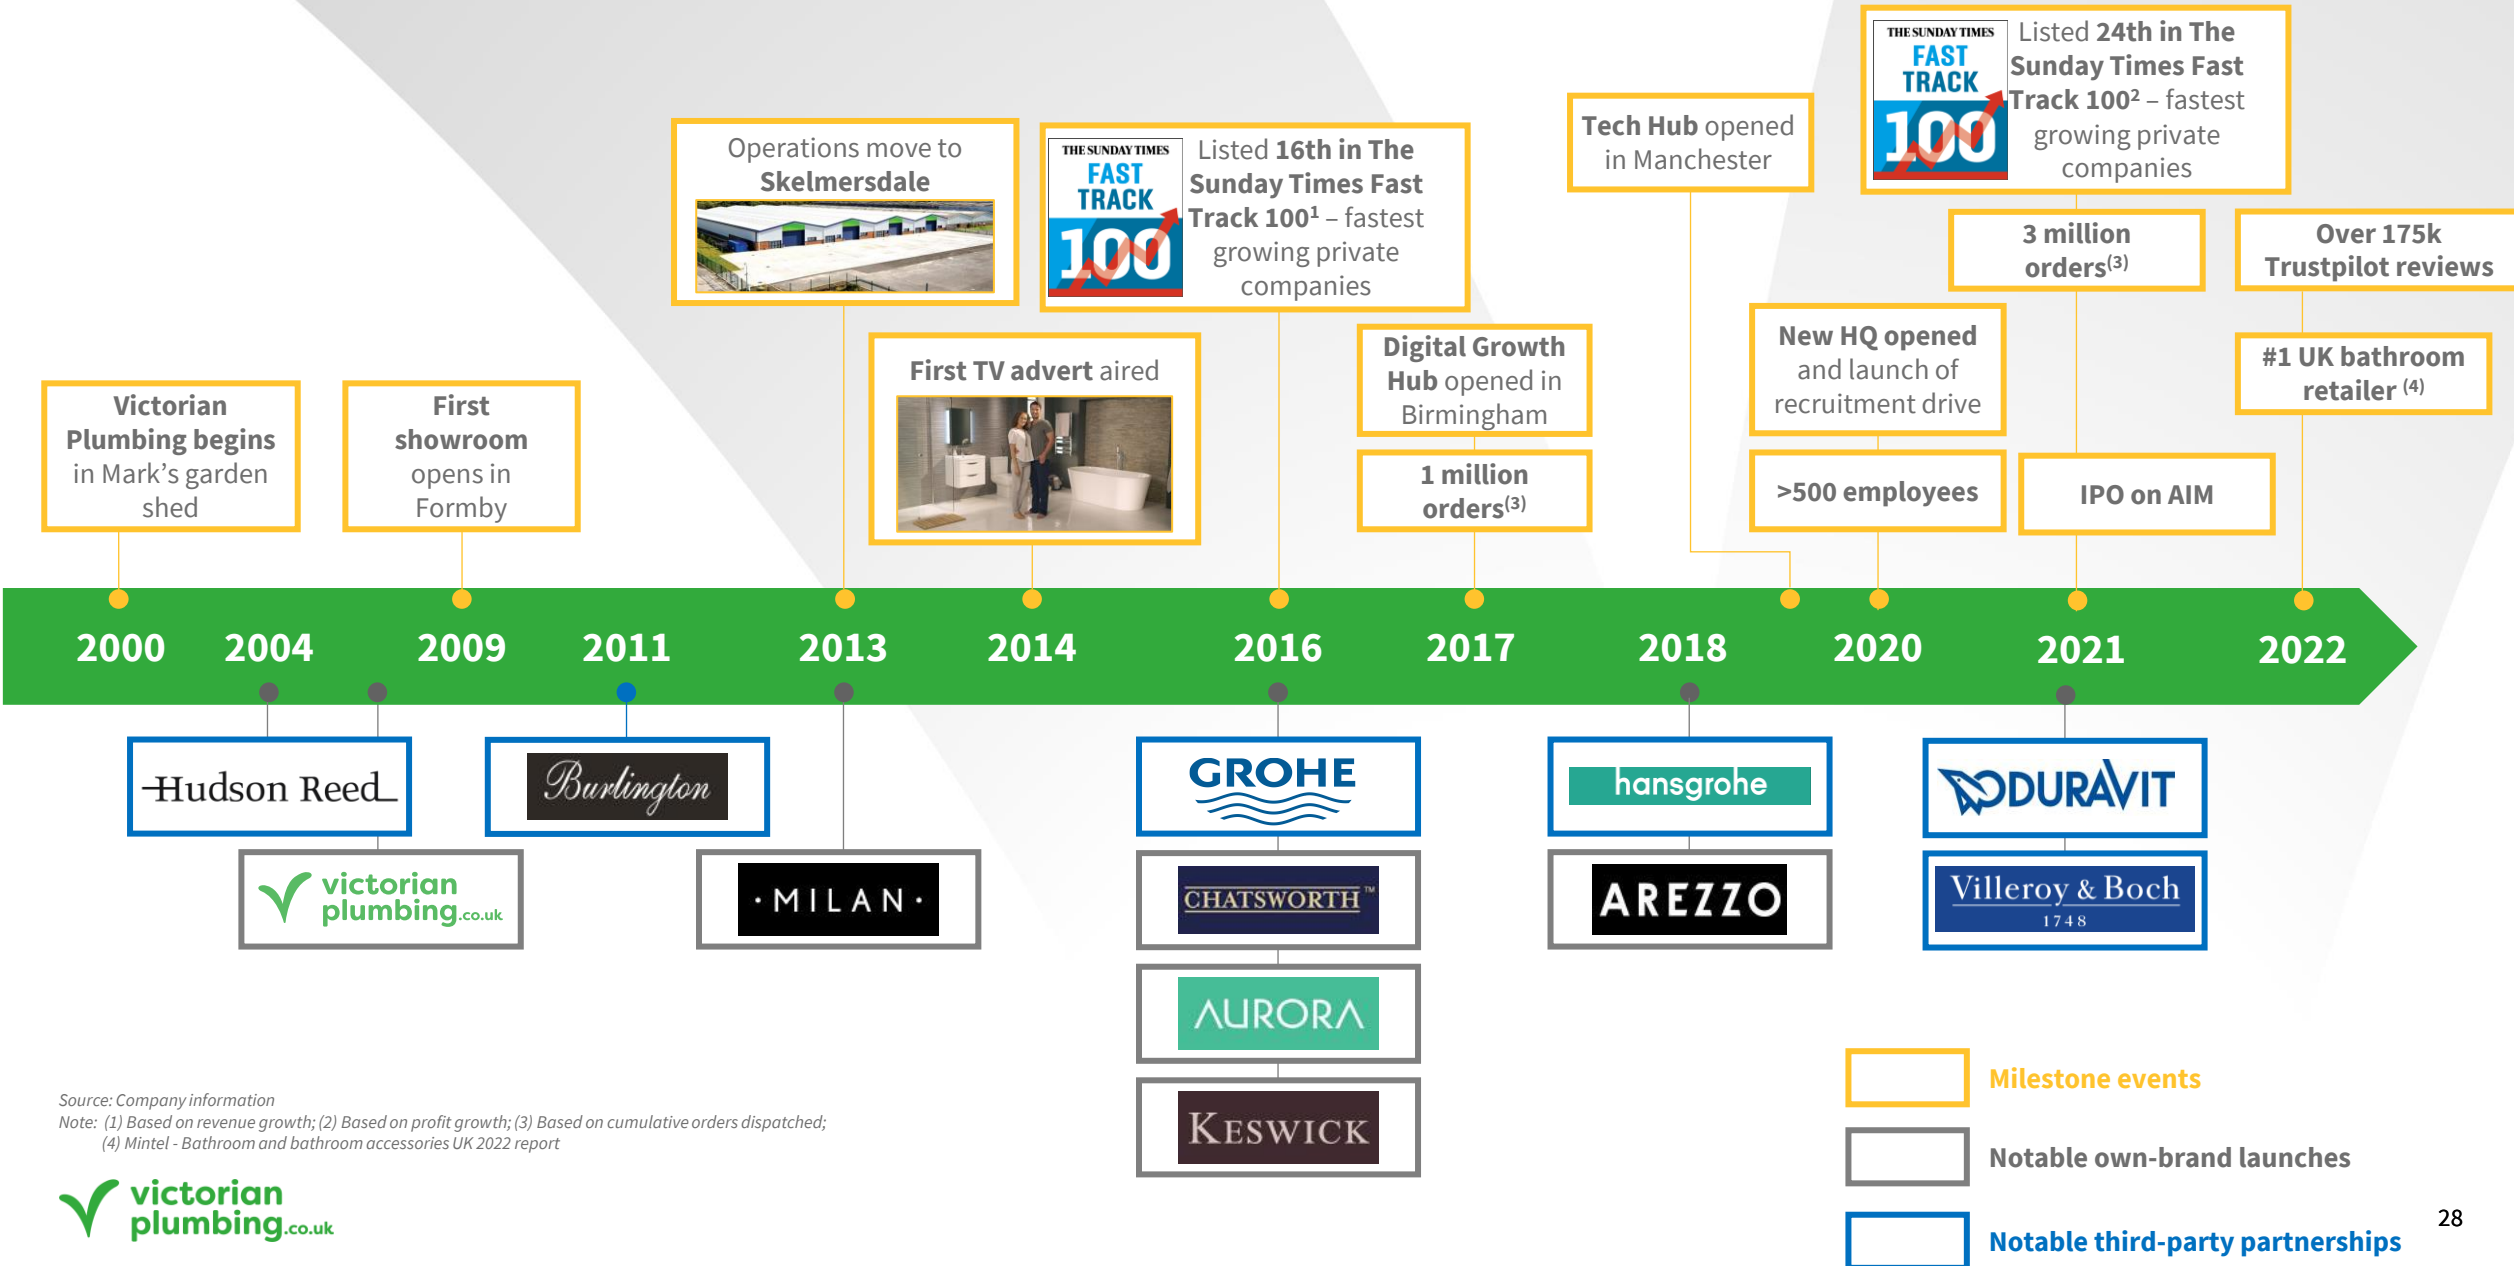 Victorian
Plumbing begins
in Mark's garden
shed
First
showroom
opens in
Formby
Operations move to
Skelmersdale
First TV advert aired
THE SUNDAY TIMES
FAST
TRACK
100
Listed 16th in The
Sunday Times Fast
Track 100¹ – fastest
growing private
companies
Digital Growth
Hub opened in
Birmingham
1 million
orders(3)
Tech Hub opened
in Manchester
New HQ opened
and launch of
recruitment drive
>500 employees
THE SUNDAY TIMES
FAST
TRACK
100
Listed 24th in The
Sunday Times Fast
Track 100² – fastest
growing private
companies
3 million
orders(3)
IPO on AIM
Over 175k
Trustpilot reviews
#1 UK bathroom
retailer (4)
2000 2004 2009 2011 2013 2014 2016 2017 2018 2020 2021 2022
Hudson Reed
victorian
plumbing.co.uk
Burlington
·MILAN·
GROHE
CHATSWORTH™
AURORA
KESWICK
hansgrohe
AREZZO
DURAVIT
Villeroy & Boch
1748
Source: Company information
Note: (1) Based on revenue growth; (2) Based on profit growth; (3) Based on cumulative orders dispatched;
(4) Mintel - Bathroom and bathroom accessories UK 2022 report
victorian
plumbing.co.uk
Milestone events
Notable own-brand launches
Notable third-party partnerships
28